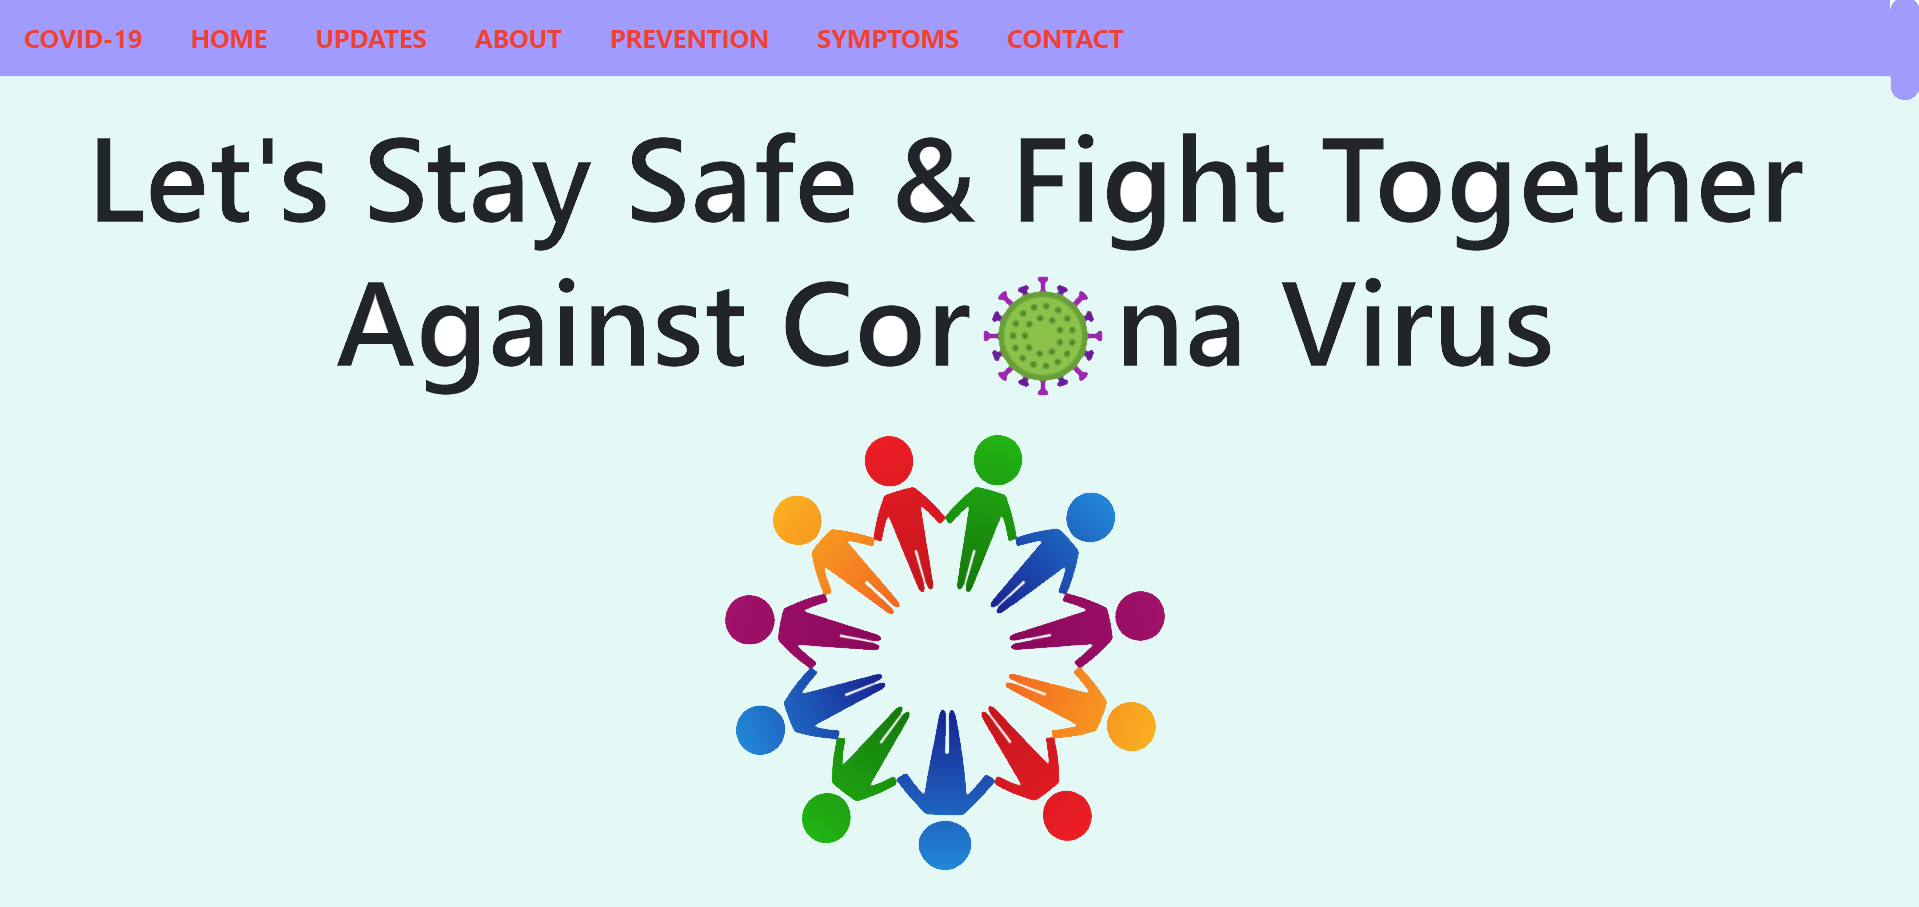 COVID-19 HOME UPDATES ABOUT PREVENTION SYMPTOMS CONTACT
Let's Stay Safe & Fight Together
Against Cor na Virus